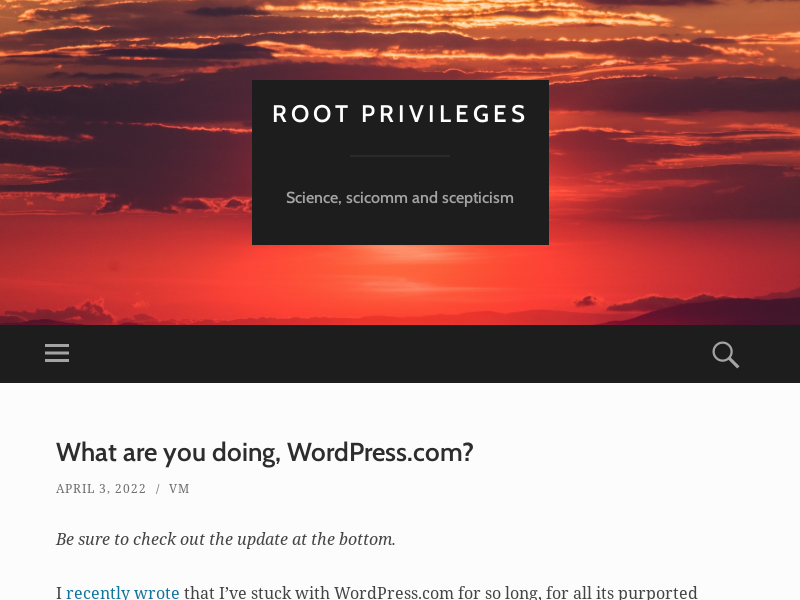 ROOT PRIVILEGES
Science, scicomm and scepticism
What are you doing, WordPress.com?
APRIL 3, 2022 / VM
Be sure to check out the update at the bottom.
I recently wrote that I’ve stuck with WordPress.com for so long, for all its purported